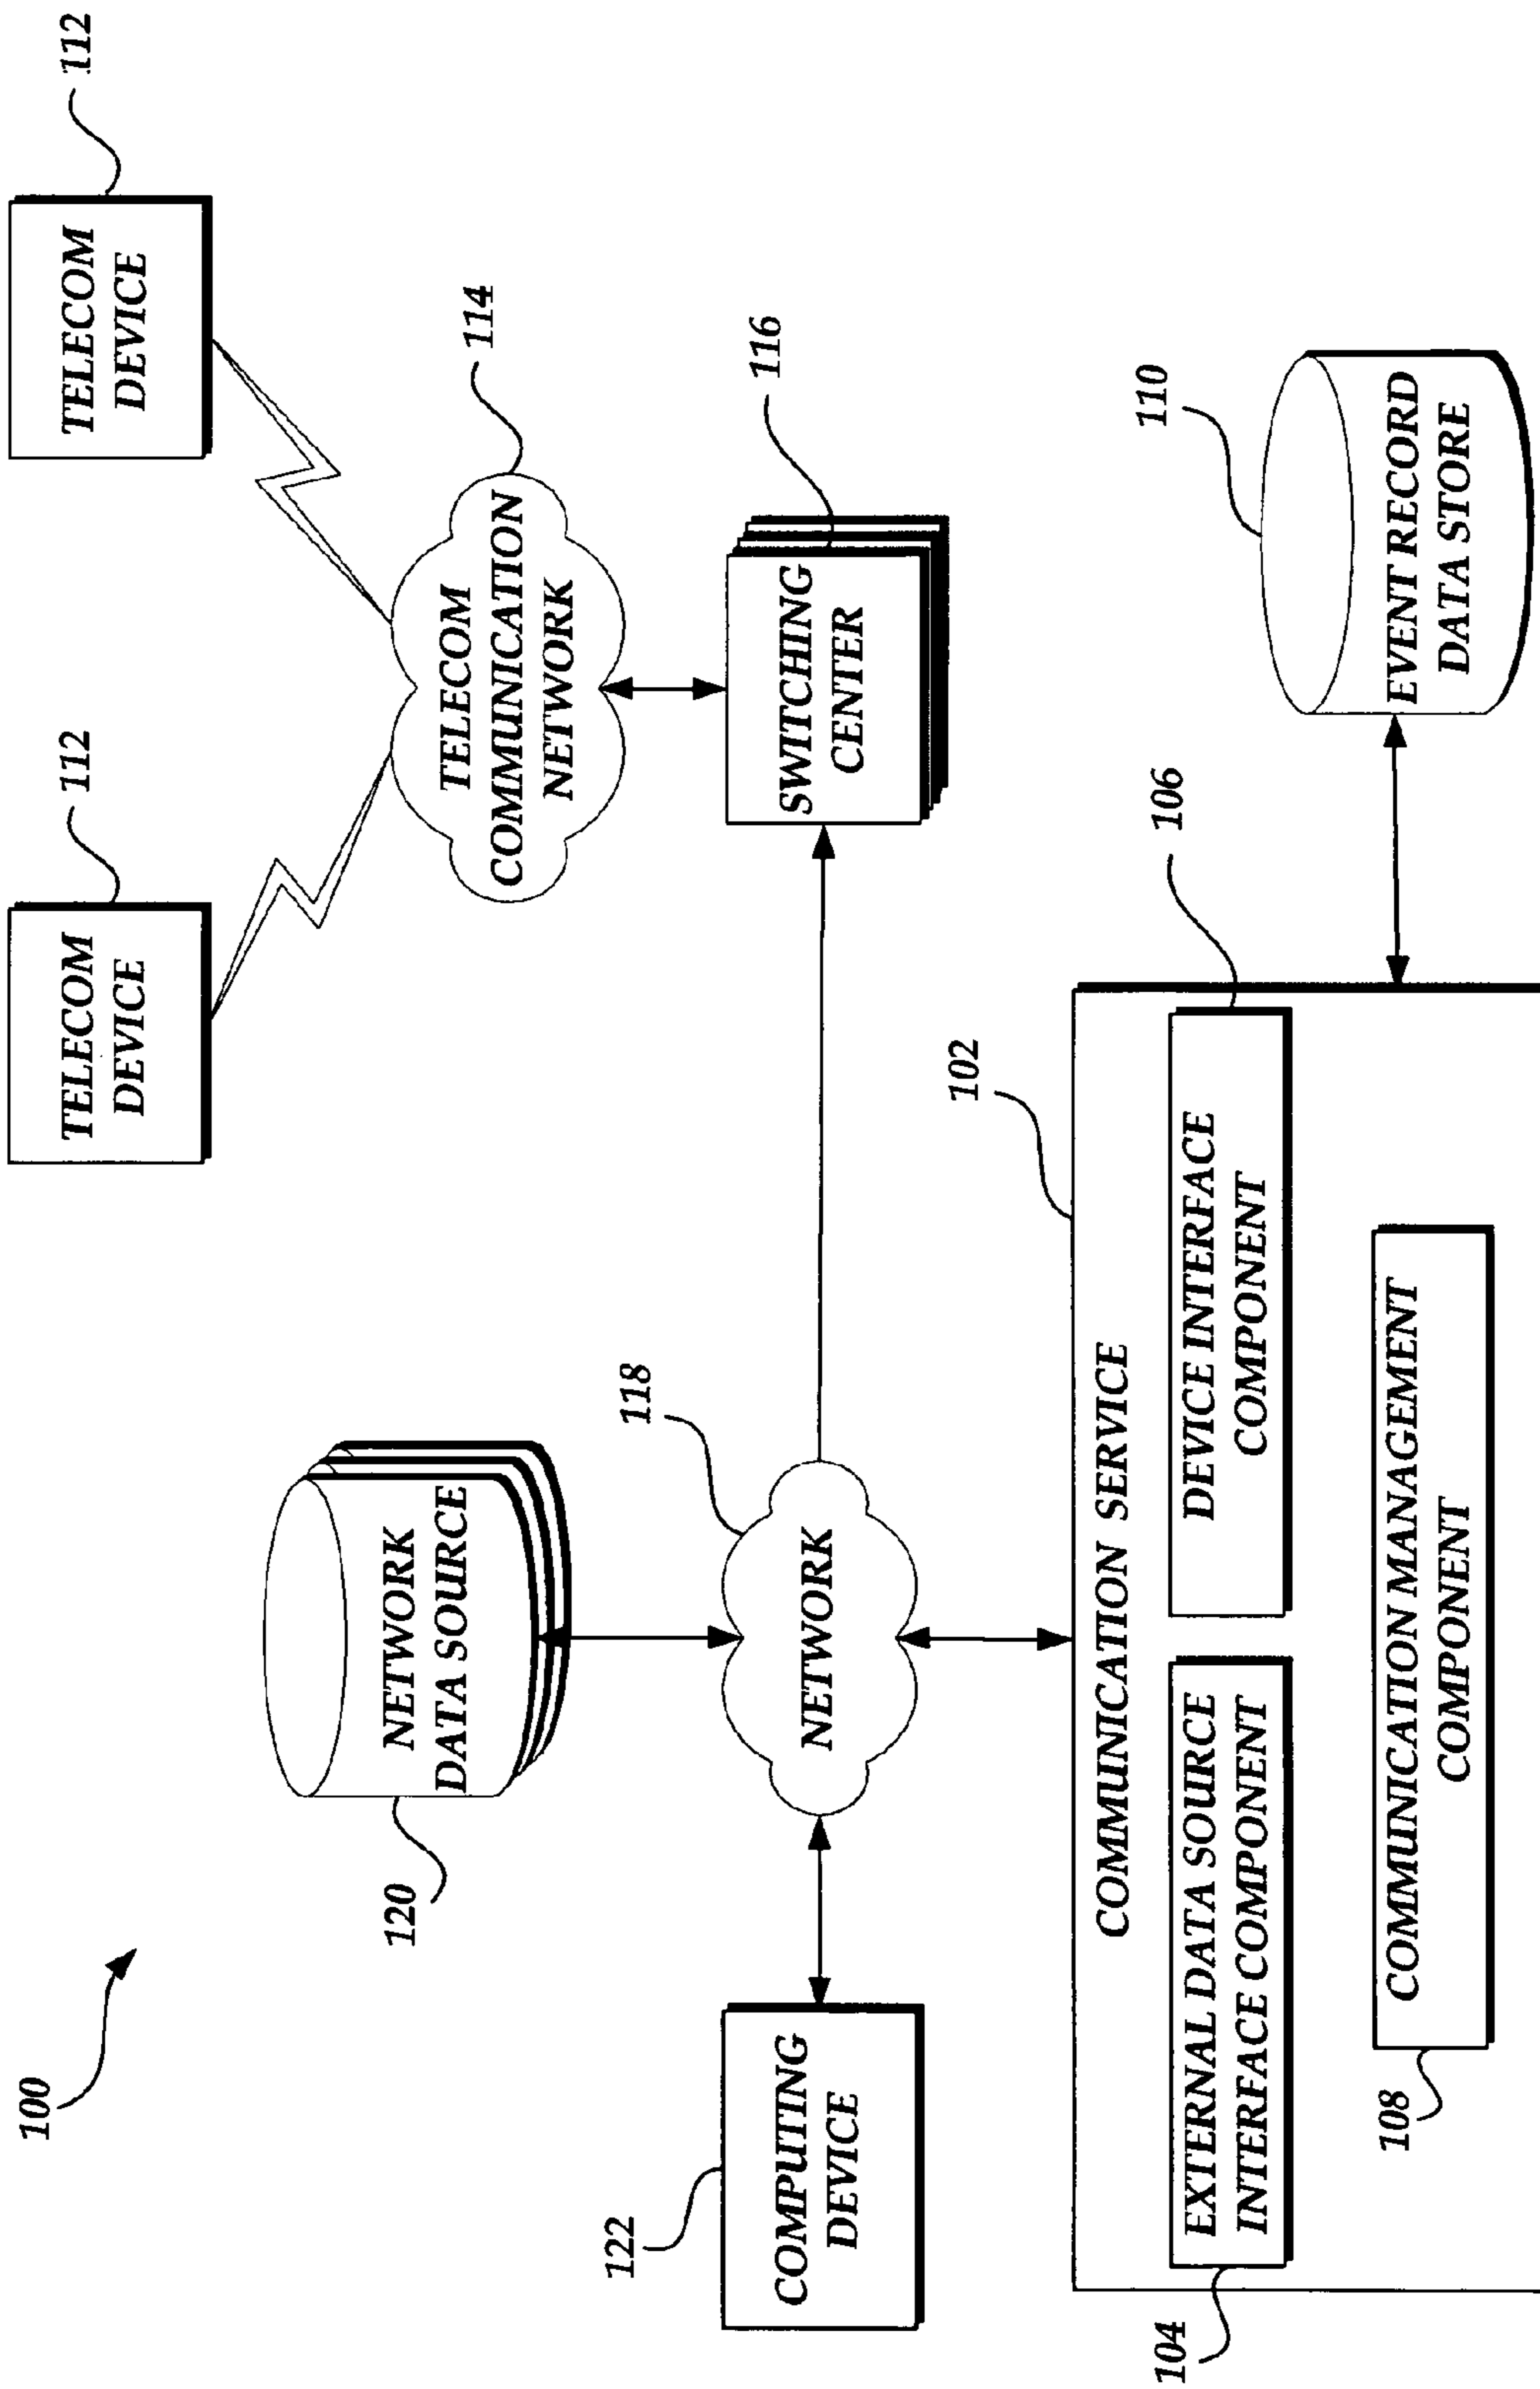 100
112
TELECOM
DEVICE
112
TELECOM
DEVICE
120
NETWORK
DATA SOURCE
114
TELECOM
COMMUNICATION
NETWORK
122
COMPUTING
DEVICE
118
NETWORK
116
SWITCHING
CENTER
102
COMMUNICATION SERVICE
104
EXTERNAL DATA SOURCE
INTERFACE COMPONENT
106
DEVICE INTERFACE
COMPONENT
108
COMMUNICATION MANAGEMENT
COMPONENT
110
EVENT RECORD
DATA STORE